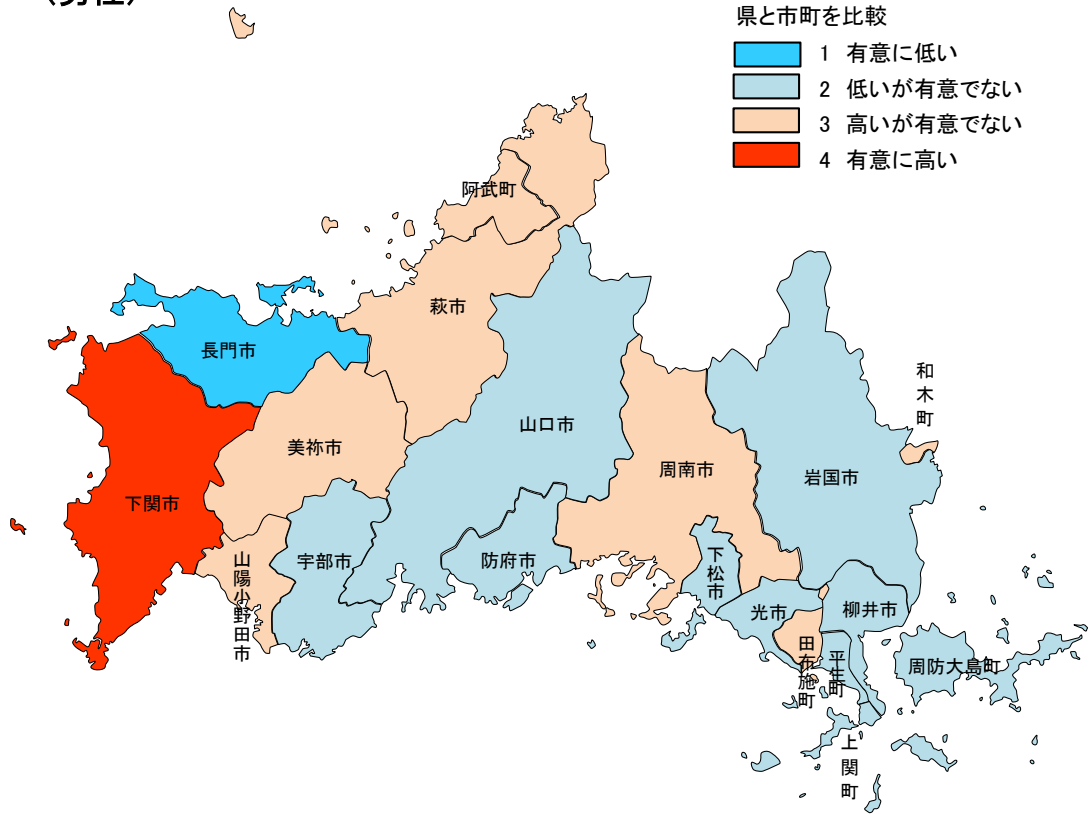 (男性)
県と市町を比較
1 有意に低い
2 低いが有意でない
3 高いが有意でない
4 有意に高い
阿武町
萩市
長門市
和木町
山口市
美祢市
周南市
岩国市
下関市
宇部市
防府市
山陽小野田市
下松市
光市
柳井市
田布施町
平生町
周防大島町
上関町